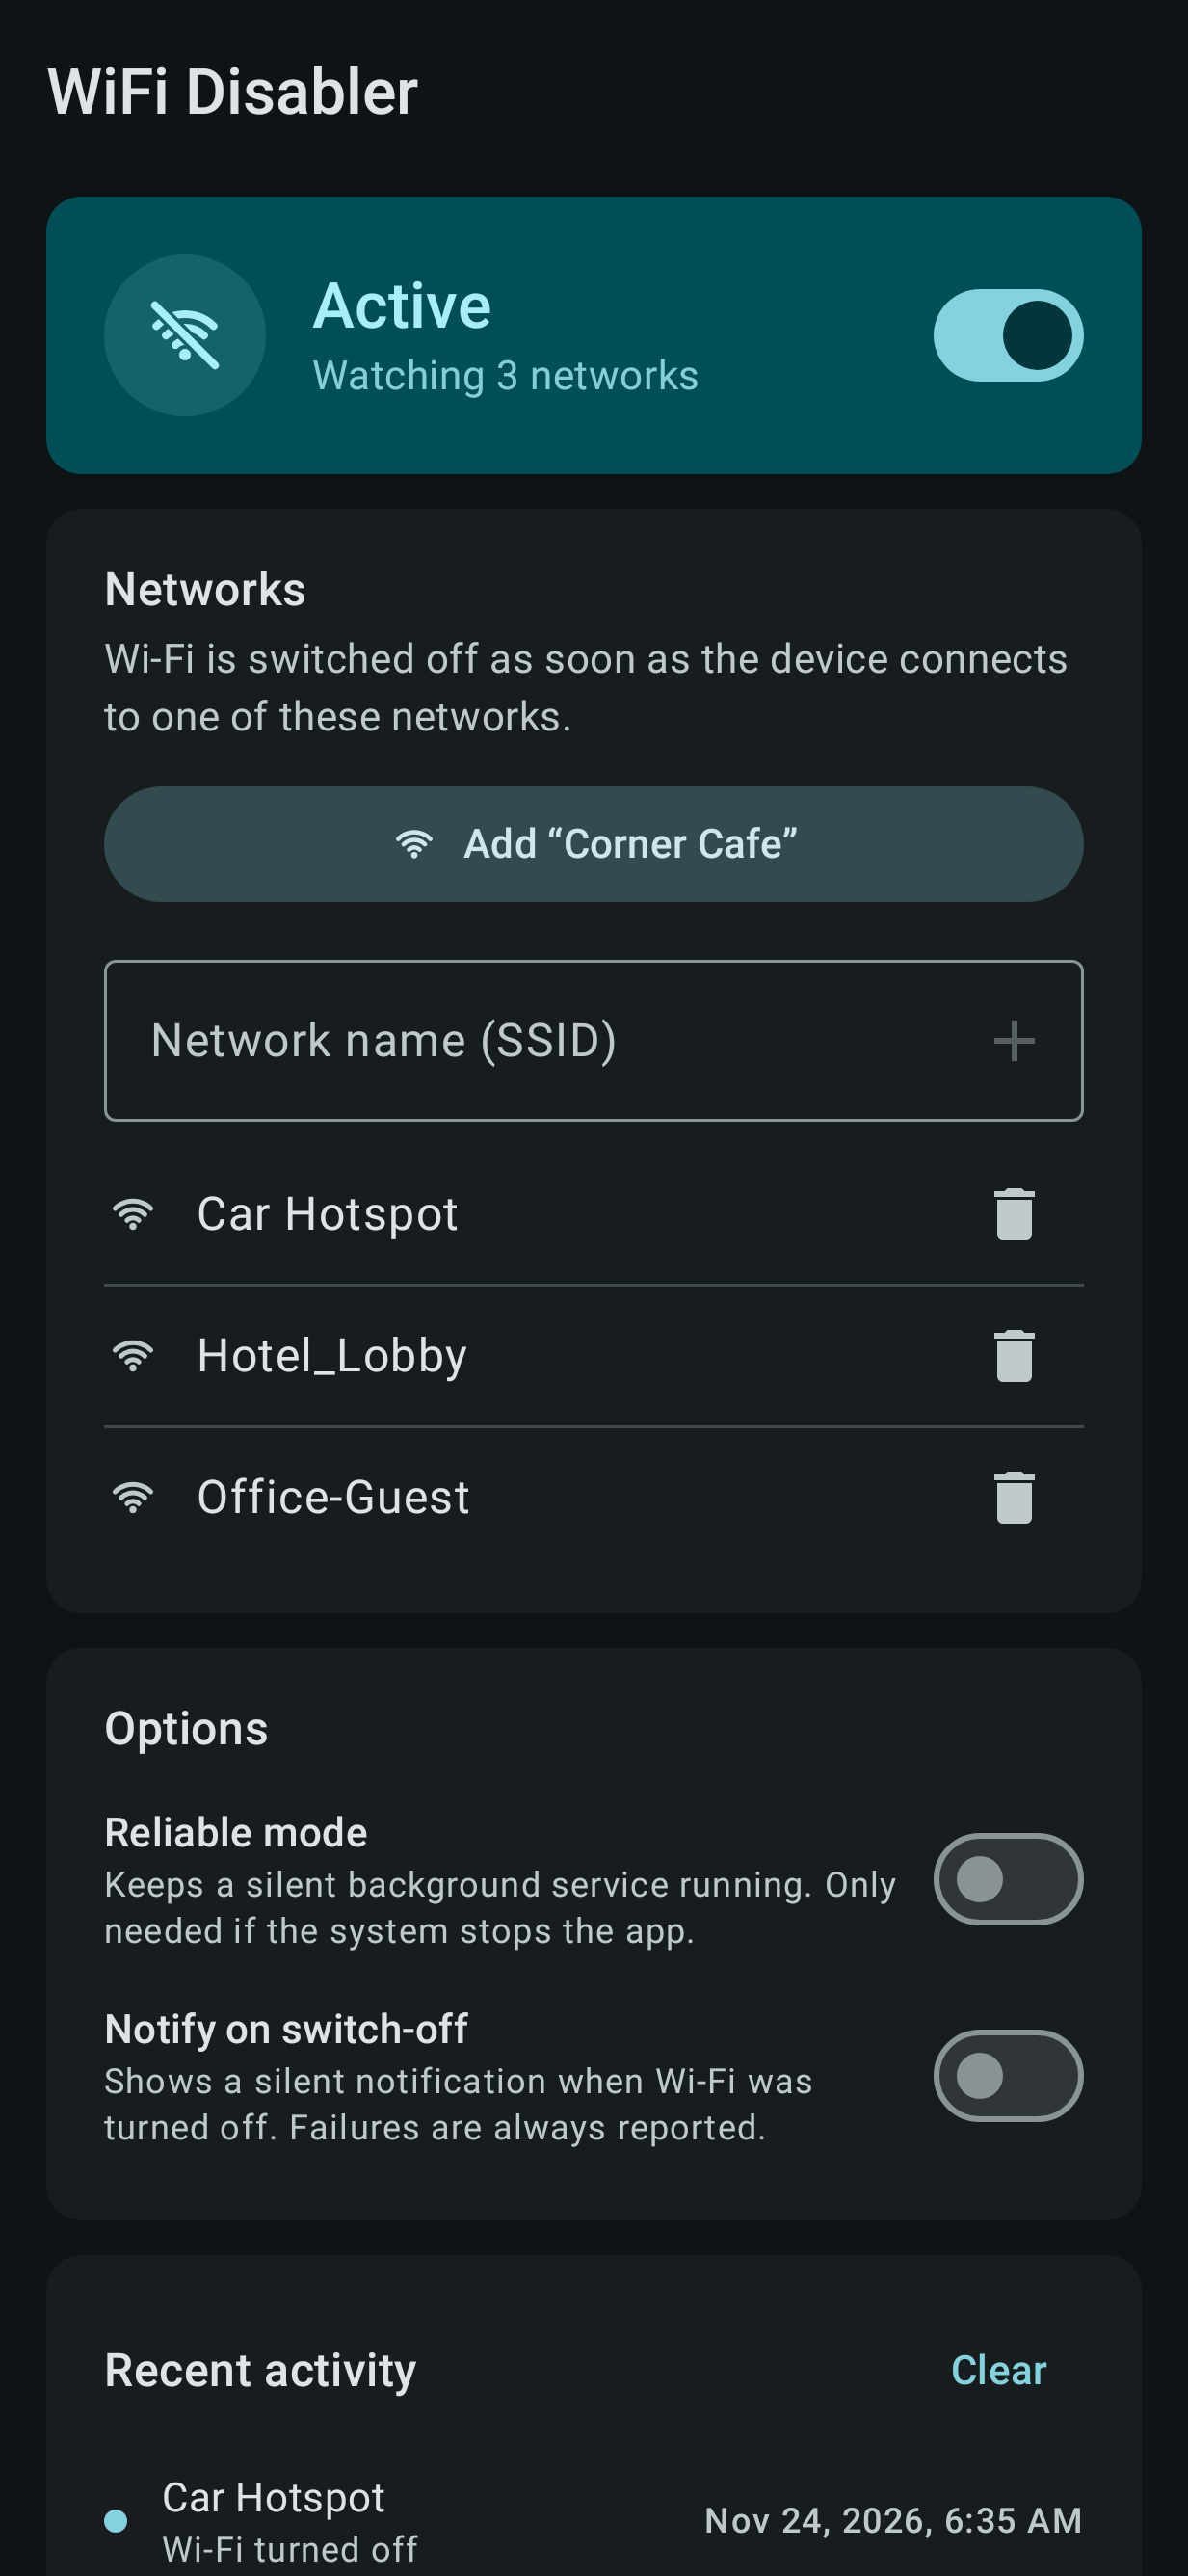 WiFi Disabler
Active
Watching 3 networks
Networks
Wi-Fi is switched off as soon as the device connects
to one of these networks.
Add “Corner Cafe”
Network name (SSID)
Car Hotspot
Hotel_Lobby
Office-Guest
Options
Reliable mode
Keeps a silent background service running. Only
needed if the system stops the app.
Notify on switch-off
Shows a silent notification when Wi-Fi was
turned off. Failures are always reported.
Recent activity
Clear
Car Hotspot
Nov 24, 2026, 6:35 AM
Wi-Fi turned off